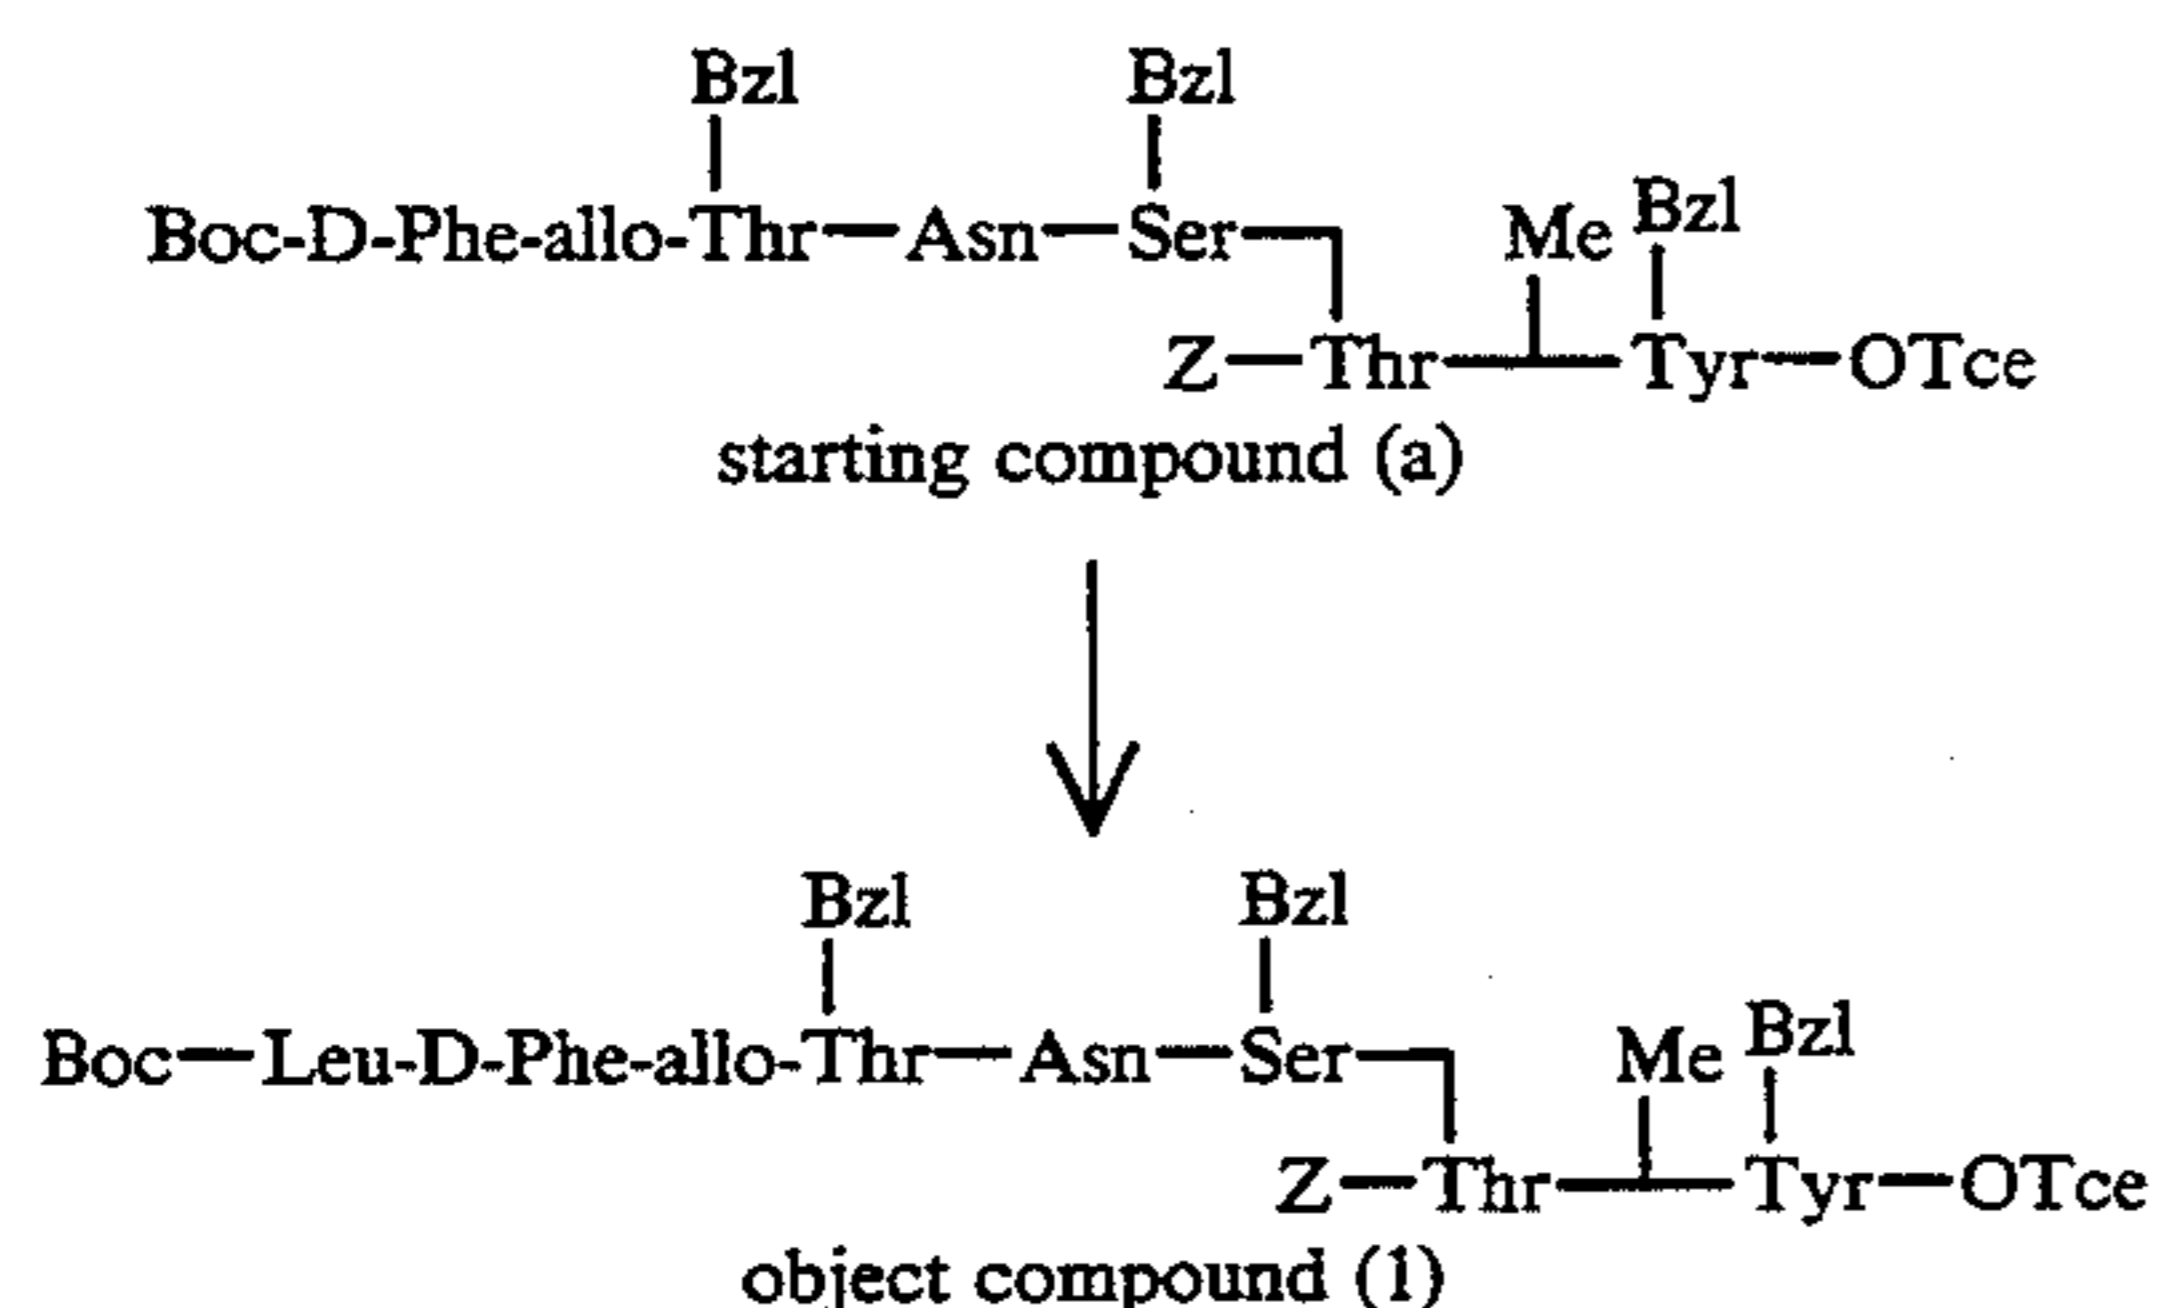 Bzl Bzl
Boc-D-Phe-allo-Thr—Asn—Ser
Me Bzl
Z—Thr Tyr—OTce
starting compound (a)
Bzl Bzl
Boc—Leu-D-Phe-allo-Thr—Asn—Ser
Me Bzl
Z—Thr Tyr—OTce
object compound (1)